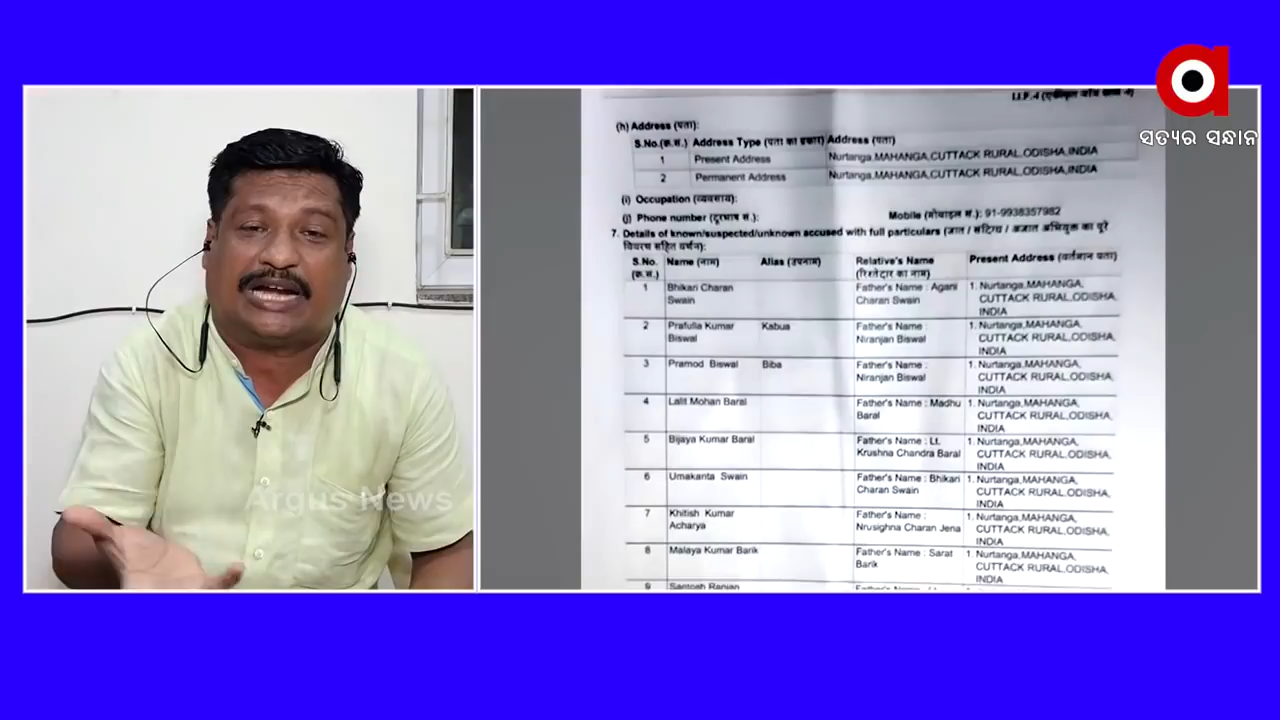 ସତ୍ୟର ସନ୍ଧାନ
Argus News
(h) Address (पता):
S.No.(क्र.सं.) Address Type (पता का प्रकार) Address (पता)
1 Present Address Nurtanga,MAHANGA,CUTTACK RURAL,ODISHA,INDIA
2 Permanent Address Nurtanga,MAHANGA,CUTTACK RURAL,ODISHA,INDIA
(i) Occupation (व्यवसाय):
(j) Phone number (दूरभाष सं.): Mobile (मोबाइल सं.): 91-9938357982
7. Details of known/suspected/unknown accused with full particulars (ज्ञात / संदिग्ध / अज्ञात अभियुक्त का पूरे
विवरण सहित वर्णन):
S.No. Name (नाम) Alias (उपनाम) Relative's Name Present Address (वर्तमान पता)
(क्र.सं.) (रिश्तेदार का नाम)
1 Bhikari Charan Father's Name : Agani 1. Nurtanga,MAHANGA,
Swain Charan Swain CUTTACK RURAL,ODISHA,
INDIA
2 Prafulla Kumar Kabua Father's Name : 1. Nurtanga,MAHANGA,
Biswal Niranjan Biswal CUTTACK RURAL,ODISHA,
INDIA
3 Pramod Biswal Biba Father's Name : 1. Nurtanga,MAHANGA,
Niranjan Biswal CUTTACK RURAL,ODISHA,
INDIA
4 Lalit Mohan Baral Father's Name : Madhu 1. Nurtanga,MAHANGA,
Baral CUTTACK RURAL,ODISHA,
INDIA
5 Bijaya Kumar Baral Father's Name : Lt. 1. Nurtanga,MAHANGA,
Krushna Chandra Baral CUTTACK RURAL,ODISHA,
INDIA
6 Umakanta Swain Father's Name : Bhikari 1. Nurtanga,MAHANGA,
Charan Swain CUTTACK RURAL,ODISHA,
INDIA
7 Khitish Kumar Father's Name : 1. Nurtanga,MAHANGA,
Acharya Nrusighna Charan Jena CUTTACK RURAL,ODISHA,
INDIA
8 Malaya Kumar Barik Father's Name : Sarat 1. Nurtanga,MAHANGA,
Barik CUTTACK RURAL,ODISHA,
INDIA
9 Santosh Ranjan